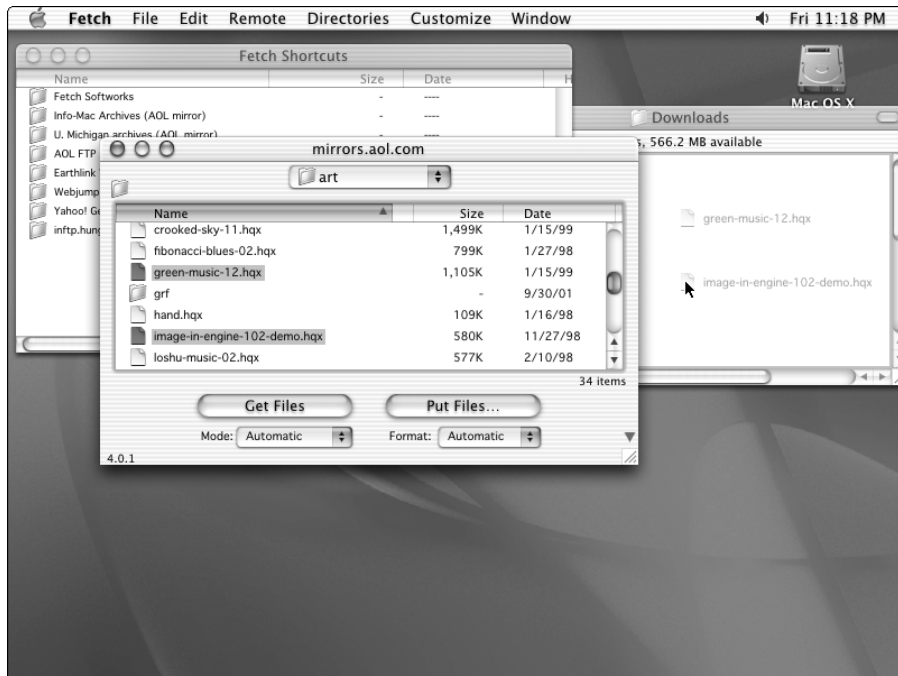 Fetch File Edit Remote Directories Customize Window Fri 11:18 PM
Fetch Shortcuts
Name Size Date H
Fetch Softworks - ----
Info-Mac Archives (AOL mirror) - ----
U. Michigan archives (AOL mirror)
AOL FTP
Earthlink
Webjump
Yahoo! Ge
inftp.hung
Mac OS X
Downloads
s, 566.2 MB available
green-music-12.hqx
image-in-engine-102-demo.hqx
mirrors.aol.com
art
Name Size Date
crooked-sky-11.hqx 1,499K 1/15/99
fibonacci-blues-02.hqx 799K 1/27/98
green-music-12.hqx 1,105K 1/15/99
grf - 9/30/01
hand.hqx 109K 1/16/98
image-in-engine-102-demo.hqx 580K 11/27/98
loshu-music-02.hqx 577K 2/10/98
34 items
Get Files Put Files...
Mode: Automatic Format: Automatic
4.0.1